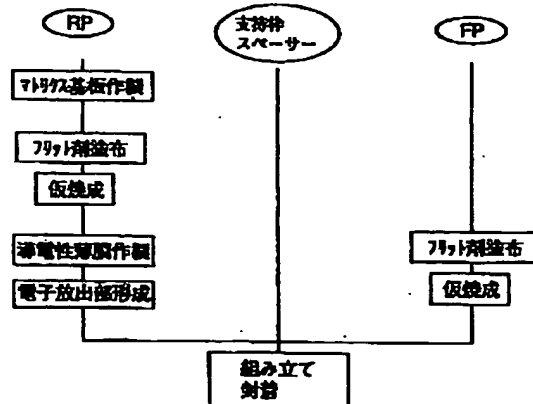 RP
支持枠
スペーサー
FP
マトリクス基板作製
フリット剤塗布
仮焼成
導電性薄膜作製
電子放出部形成
フリット剤塗布
仮焼成
組み立て
封着